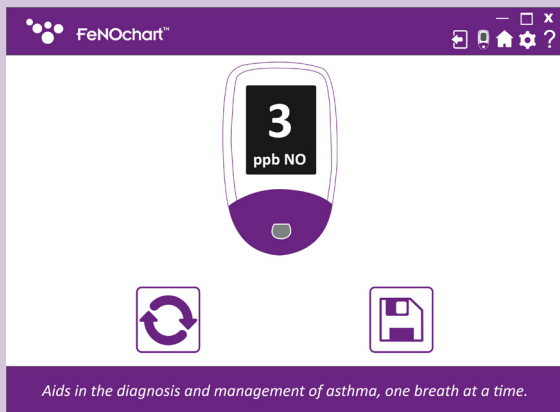 FeNOchart™
?
3
ppb NO
Aids in the diagnosis and management of asthma, one breath at a time.